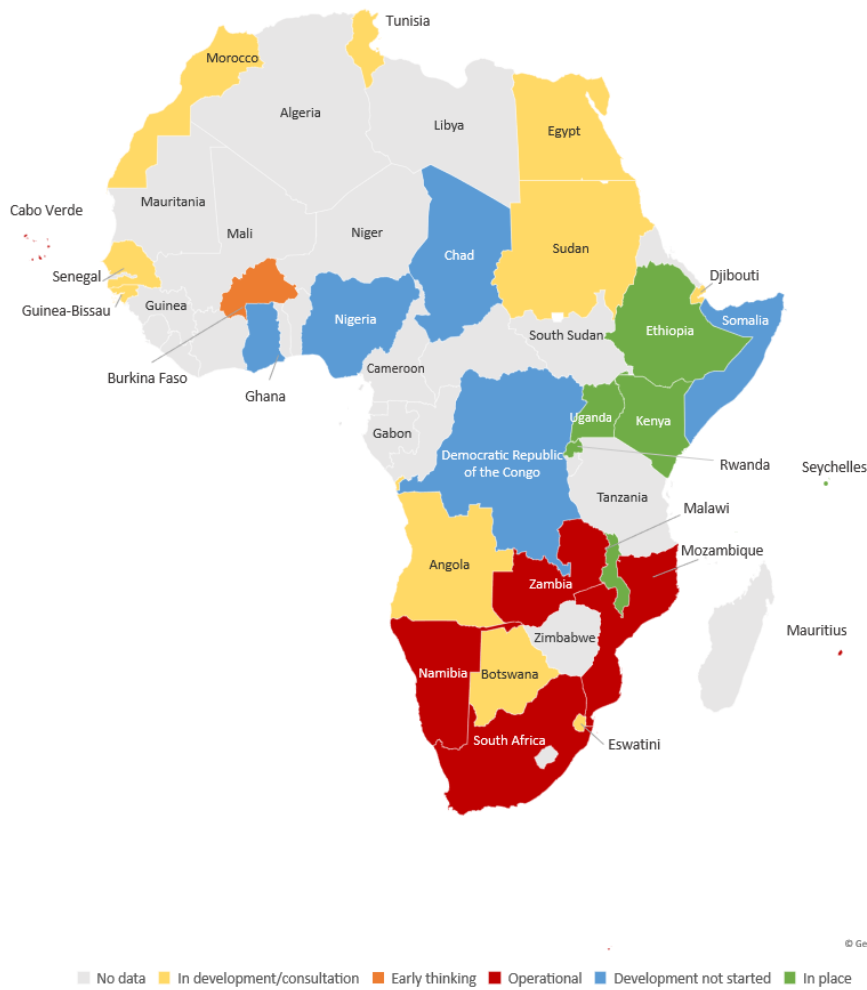 Tunisia
Morocco
Algeria
Libya
Egypt
Mauritania
Cabo Verde
Mali
Niger
Chad
Sudan
Senegal
Djibouti
Guinea-Bissau
Guinea
Nigeria
Somalia
South Sudan
Ethiopia
Burkina Faso
Cameroon
Ghana
Uganda
Kenya
Gabon
Democratic Republic
of the Congo
Rwanda
Seychelles
Tanzania
Malawi
Mozambique
Angola
Zambia
Mauritius
Zimbabwe
Namibia
Botswana
South Africa
Eswatini
© Ge
No data
In development/consultation
Early thinking
Operational
Development not started
In place